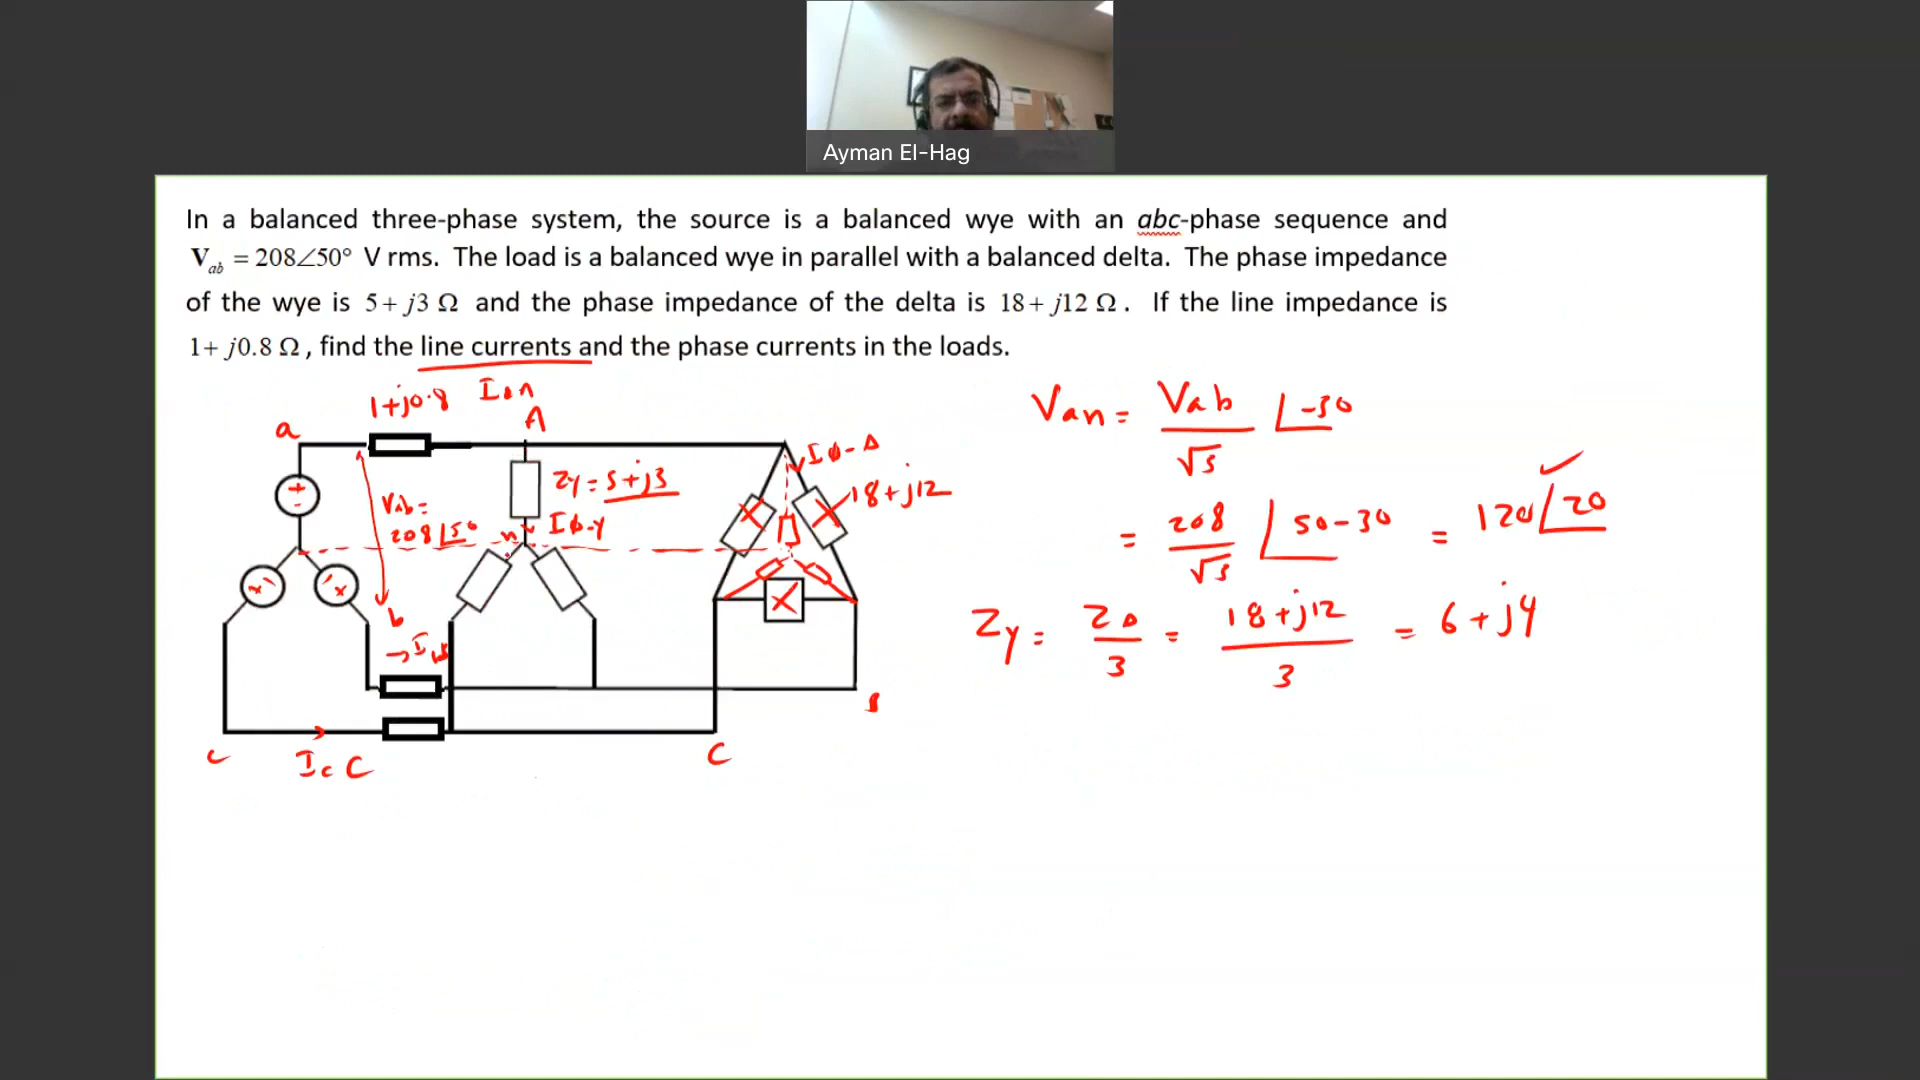 Ayman El-Hag
In a balanced three-phase system, the source is a balanced wye with an abc-phase sequence and
V_ab = 208∠50° V rms. The load is a balanced wye in parallel with a balanced delta. The phase impedance
of the wye is 5 + j3 Ω and the phase impedance of the delta is 18 + j12 Ω. If the line impedance is
1 + j0.8 Ω, find the line currents and the phase currents in the loads.
1+j0.8
IaA
a
A
+
-
Vab =
208∠50
ZY = 5+j3
Iϕ-Y
n
Iϕ-Δ
18+j12
b
B
c
IcC
C
Van = Vab/√3 ∠-30
= 208/√3 ∠50-30 = 120∠20 ✓
ZY = ZΔ/3 = 18+j12/3 = 6+j4